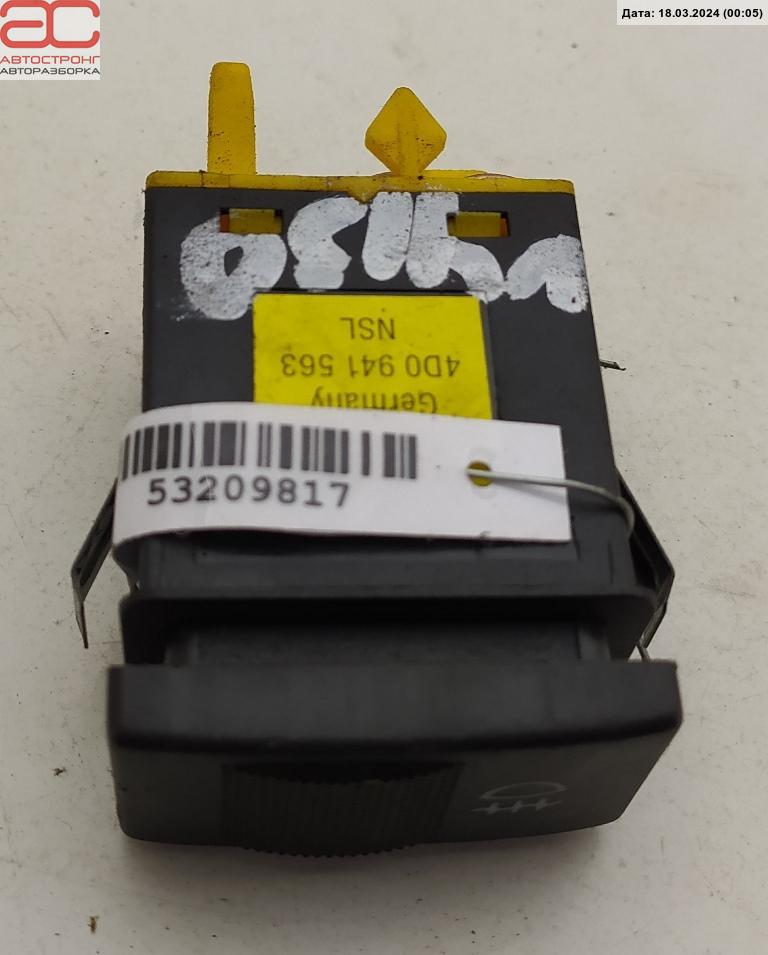 АС
АВТОСТРОНГ
АВТОРАЗБОРКА
Дата: 18.03.2024 (00:05)
NSL
4D0 941 563
Germany
53209817